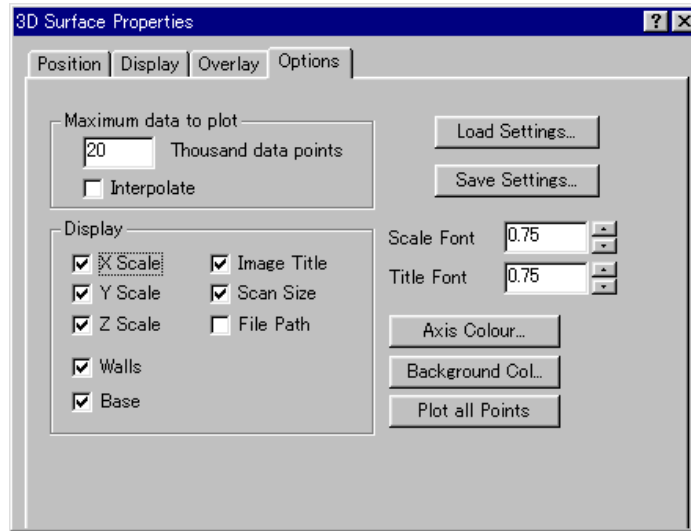 3D Surface Properties
Position Display Overlay Options
Maximum data to plot
20 Thousand data points
Interpolate
Load Settings...
Save Settings...
Display
X Scale Image Title
Y Scale Scan Size
Z Scale File Path
Walls
Base
Scale Font 0.75
Title Font 0.75
Axis Colour...
Background Col...
Plot all Points